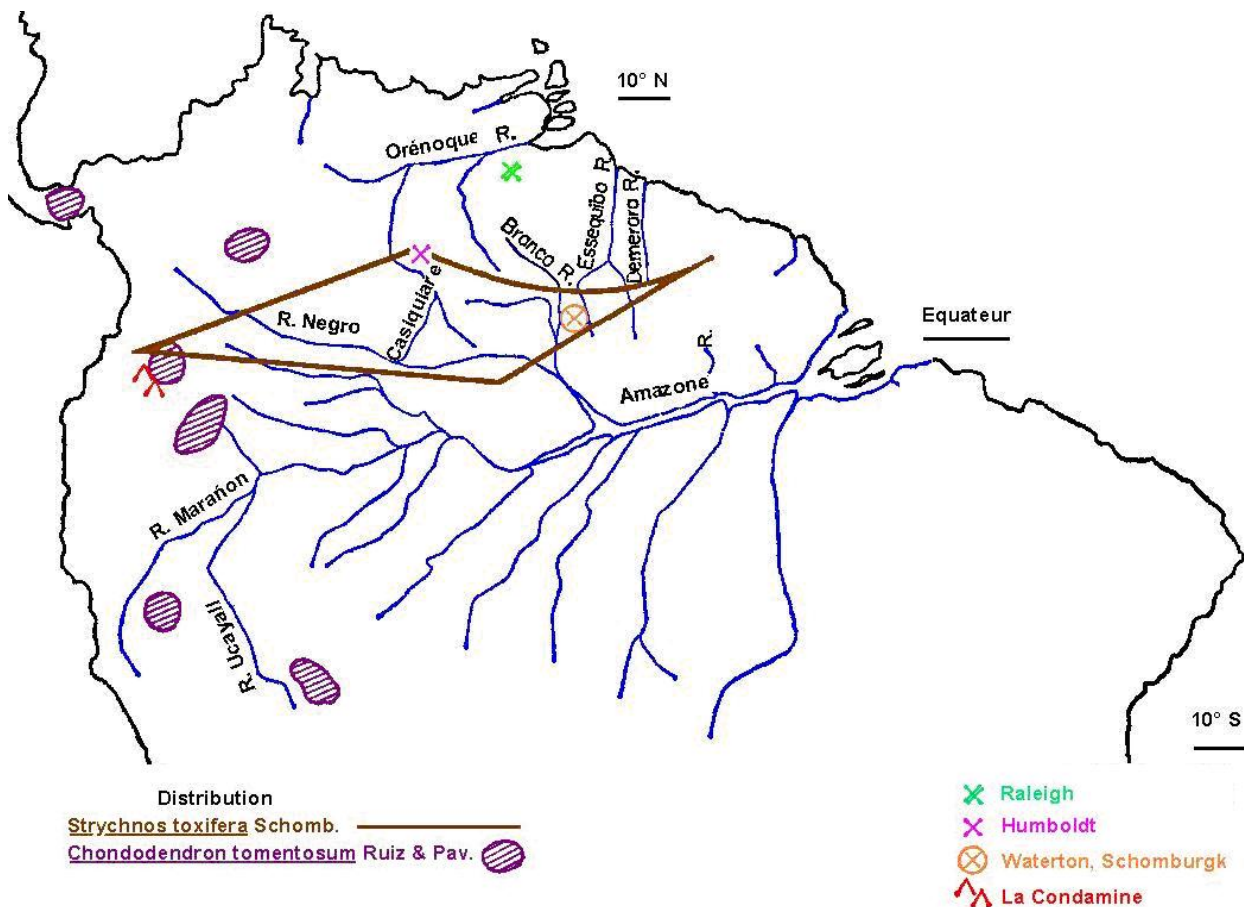 10° N
Orénoque R.
Essequïbo R.
Demerara R.
Branco R.
Casiquiare
R. Negro
Equateur
R.
Amazone
R. Marañon
R. Ucayali
10° S
Distribution
Strychnos toxifera Schomb.
Chondodendron tomentosum Ruiz & Pav.
Raleigh
Humboldt
Waterton, Schomburgk
La Condamine